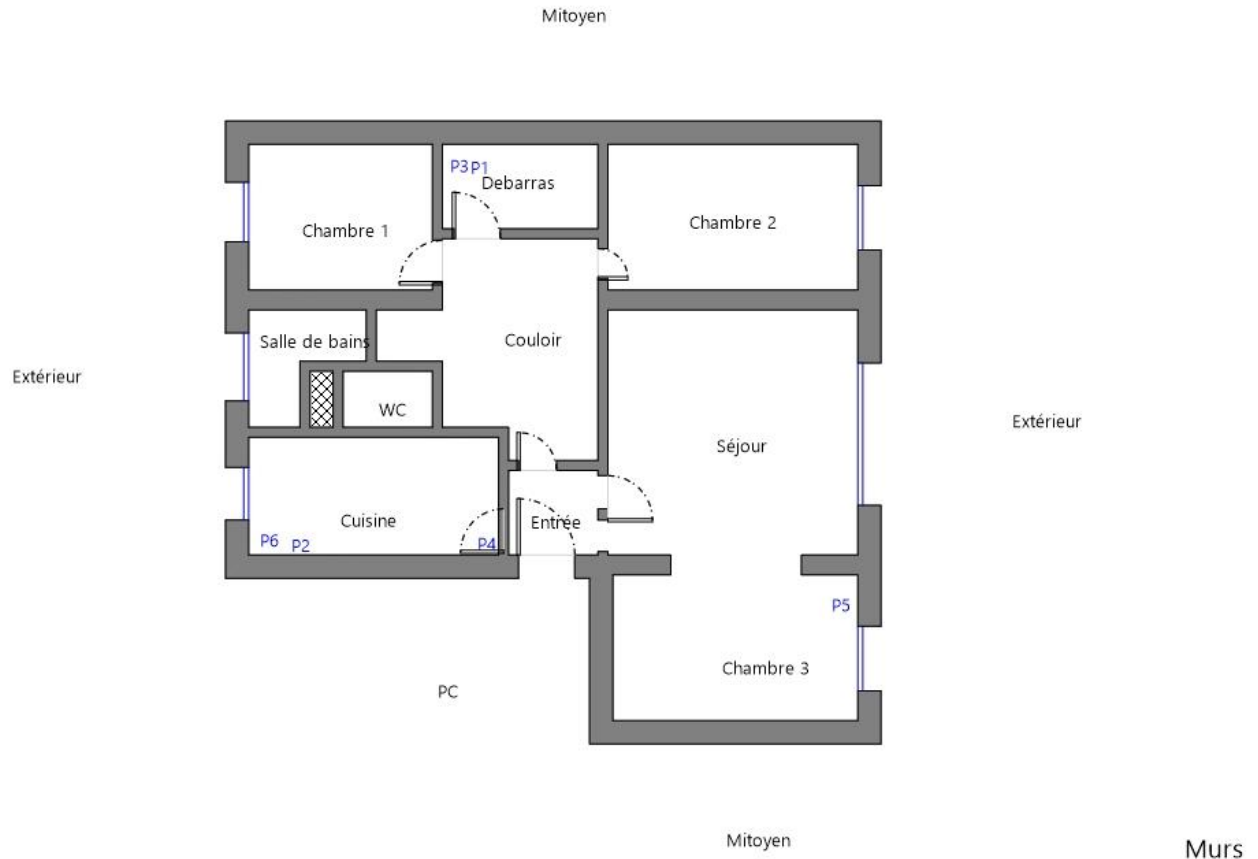 Mitoyen
P3 P1
Debarras
Chambre 1
Chambre 2
Salle de bains
Couloir
Extérieur
WC
Extérieur
Séjour
Cuisine
Entrée
P6
P2
P4
P5
Chambre 3
PC
Mitoyen
Murs